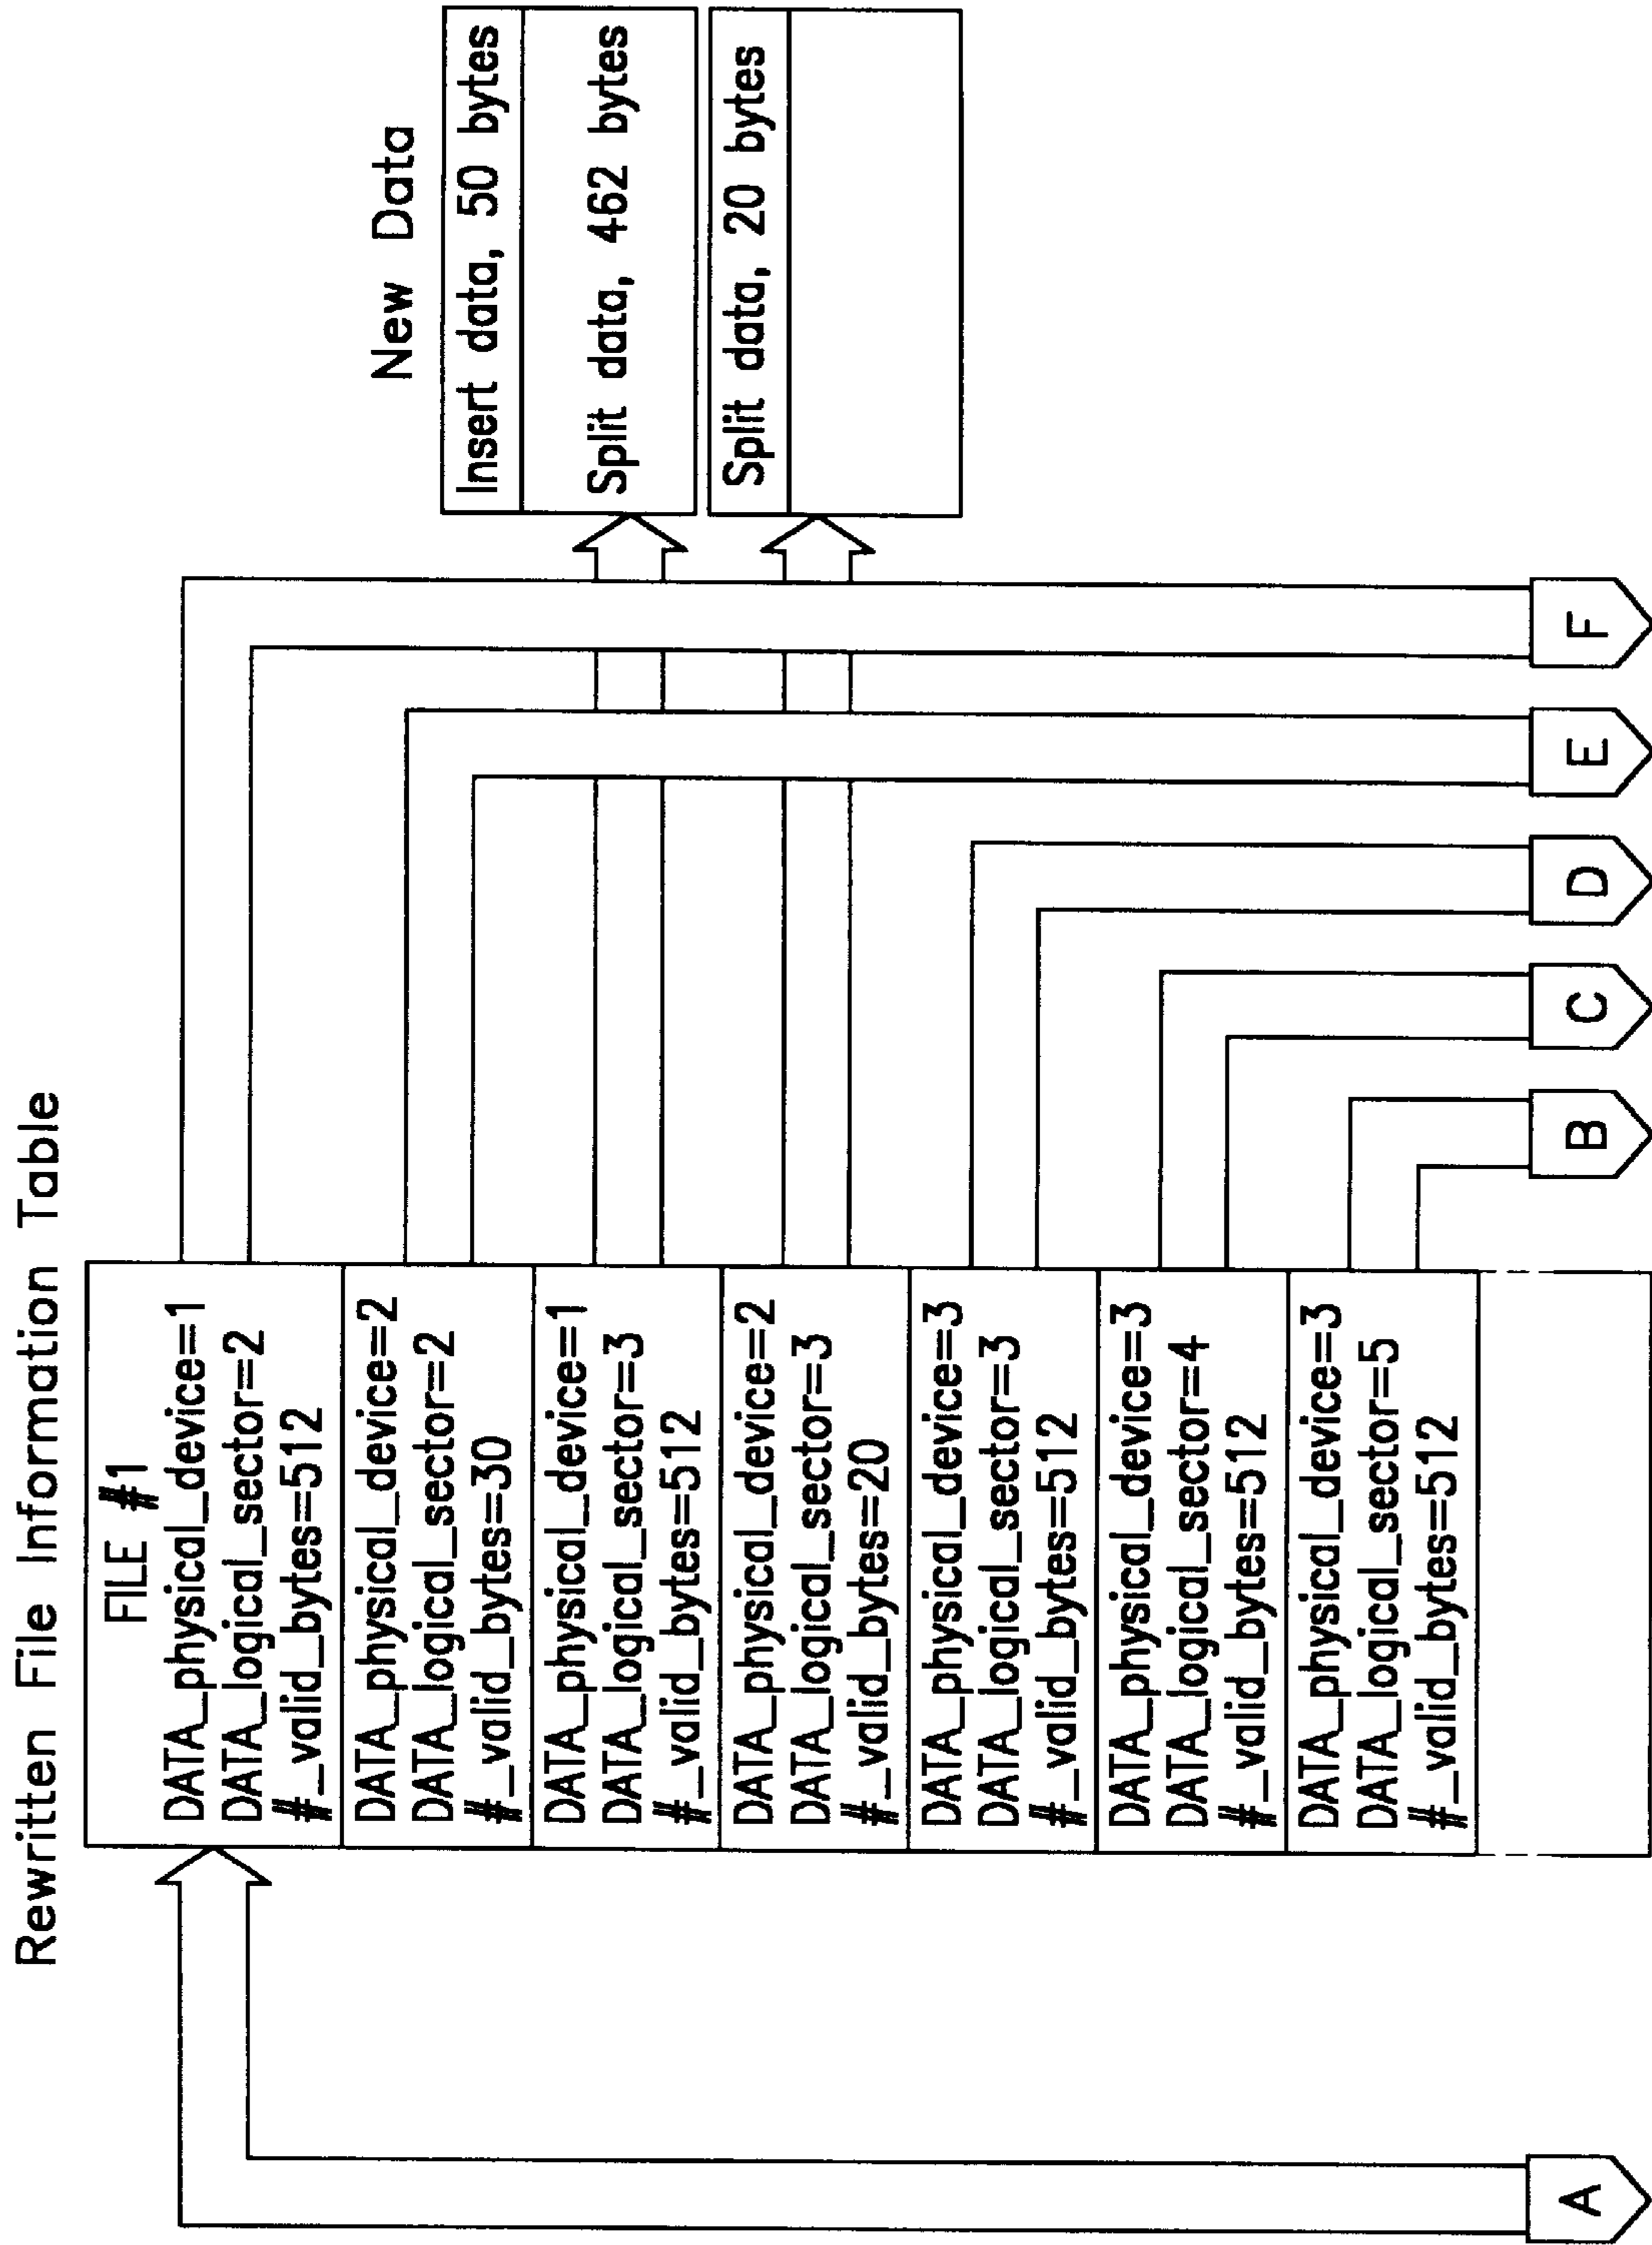 Rewritten File Information Table
FILE #1
DATA_physical_device=1
DATA_logical_sector=2
#_valid_bytes=512
DATA_physical_device=2
DATA_logical_sector=2
#_valid_bytes=30
DATA_physical_device=1
DATA_logical_sector=3
#_valid_bytes=512
DATA_physical_device=2
DATA_logical_sector=3
#_valid_bytes=20
DATA_physical_device=3
DATA_logical_sector=3
#_valid_bytes=512
DATA_physical_device=3
DATA_logical_sector=4
#_valid_bytes=512
DATA_physical_device=3
DATA_logical_sector=5
#_valid_bytes=512
New Data
Insert data, 50 bytes
Split data, 462 bytes
Split data, 20 bytes
A
B
C
D
E
F